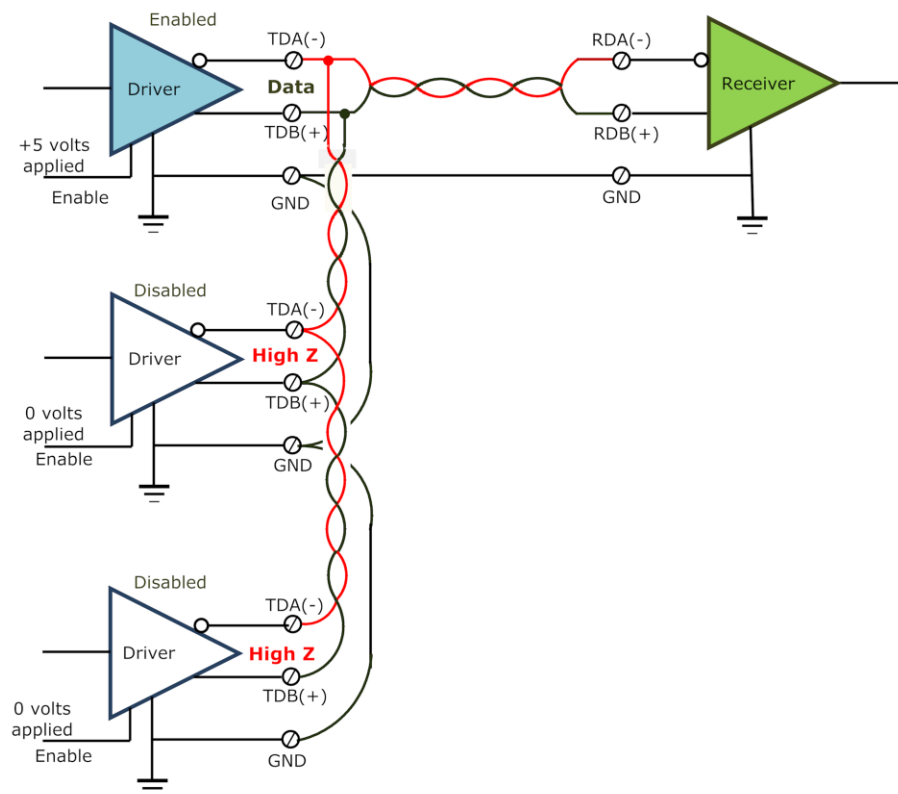 Enabled
TDA(-)
RDA(-)
Driver
Data
Receiver
TDB(+)
RDB(+)
+5 volts
applied
Enable
GND
GND
Disabled
TDA(-)
Driver
High Z
TDB(+)
0 volts
applied
Enable
GND
Disabled
TDA(-)
Driver
High Z
TDB(+)
0 volts
applied
Enable
GND